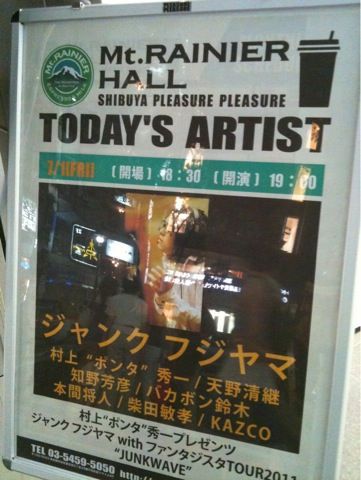 Mt.RAINIER
Mt.RAINIER
HALL
SHIBUYA PLEASURE PLEASURE
TODAY'S ARTIST
7/1[FRI] [開場] 18:30 [開演] 19:00
ジャンク フジヤマ
村上 "ポンタ" 秀一/天野清継
知野芳彦/バカボン鈴木
本間将人/柴田敏孝/KAZCO
村上"ポンタ"秀一プレゼンツ
ジャンク フジヤマ with ファンタジスタTOUR2011
"JUNKWAVE"
TEL 03-5459-5050